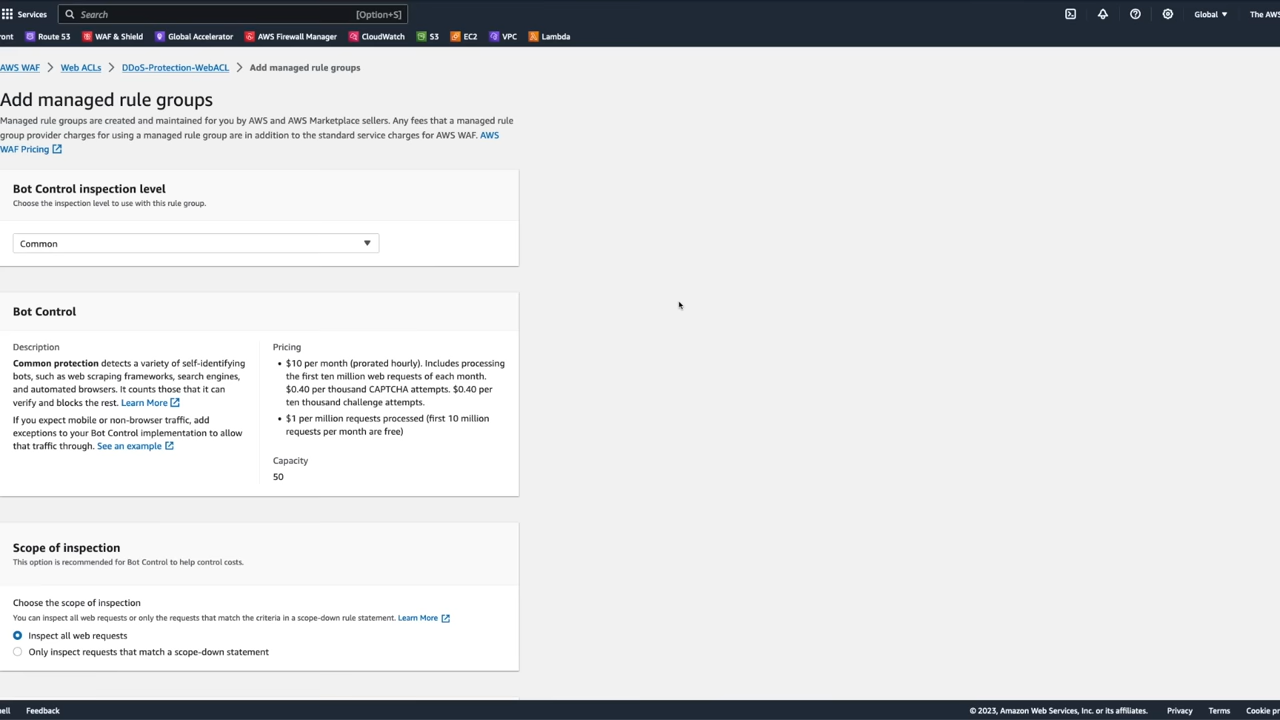 Services
Search
[Option+S]
Global
The AWS
ront
Route 53
WAF & Shield
Global Accelerator
AWS Firewall Manager
CloudWatch
S3
EC2
VPC
Lambda
AWS WAF
Web ACLs
DDoS-Protection-WebACL
Add managed rule groups
Add managed rule groups
Managed rule groups are created and maintained for you by AWS and AWS Marketplace sellers. Any fees that a managed rule
group provider charges for using a managed rule group are in addition to the standard service charges for AWS WAF. AWS
WAF Pricing
Bot Control inspection level
Choose the inspection level to use with this rule group.
Common
Bot Control
Description
Common protection detects a variety of self-identifying
bots, such as web scraping frameworks, search engines,
and automated browsers. It counts those that it can
verify and blocks the rest. Learn More
If you expect mobile or non-browser traffic, add
exceptions to your Bot Control implementation to allow
that traffic through. See an example
Pricing
• $10 per month (prorated hourly). Includes processing
the first ten million web requests of each month.
$0.40 per thousand CAPTCHA attempts. $0.40 per
ten thousand challenge attempts.
• $1 per million requests processed (first 10 million
requests per month are free)
Capacity
50
Scope of inspection
This option is recommended for Bot Control to help control costs.
Choose the scope of inspection
You can inspect all web requests or only the requests that match the criteria in a scope-down rule statement. Learn More
Inspect all web requests
Only inspect requests that match a scope-down statement
ell
Feedback
© 2023, Amazon Web Services, Inc. or its affiliates.
Privacy
Terms
Cookie pr